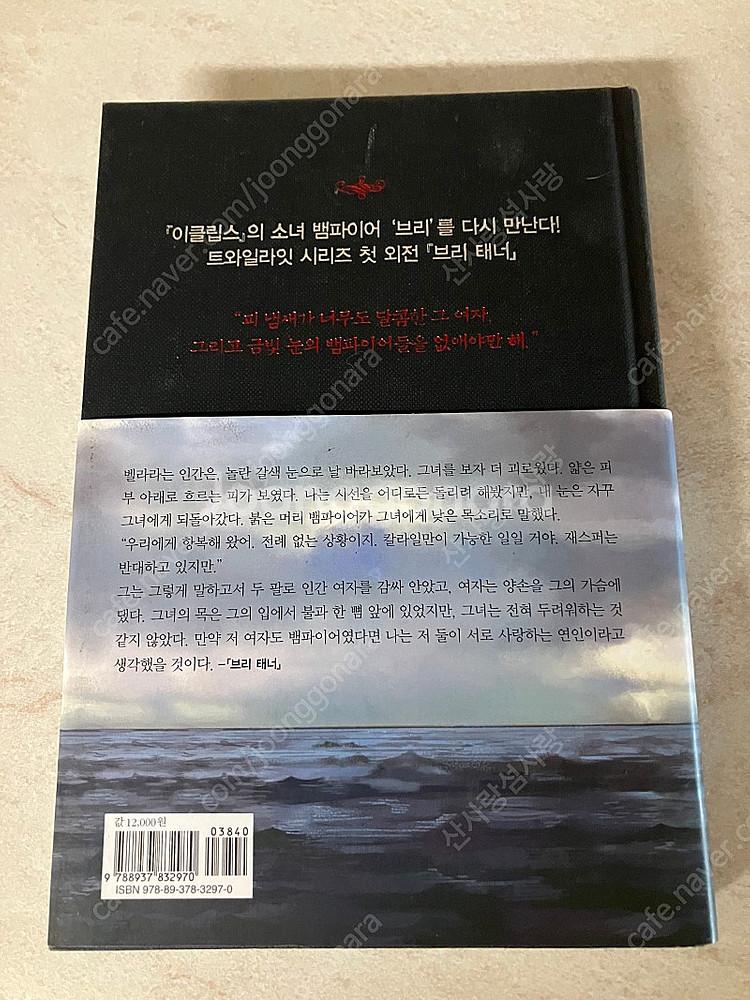 『이클립스』의 소녀 뱀파이어 ‘브리’를 다시 만난다!
트와일라잇 시리즈 첫 외전 『브리 태너』
“피 냄새가 너무도 달콤한 그 여자.
그리고 금빛 눈의 뱀파이어들을 없애야만 해.”
벨라라는 인간은, 놀란 갈색 눈으로 날 바라보았다. 그녀를 보자 더 괴로웠다. 얇은 피
부 아래로 흐르는 피가 보였다. 나는 시선을 어디로든 돌리려 해봤지만, 내 눈은 자꾸
그녀에게 되돌아갔다. 붉은 머리 뱀파이어가 그녀에게 낮은 목소리로 말했다.
“우리에게 항복해 왔어. 전례 없는 상황이지. 칼라일만이 가능한 일일 거야. 재스퍼는
반대하고 있지만.”
그는 그렇게 말하고서 두 팔로 인간 여자를 감싸 안았고, 여자는 양손을 그의 가슴에
댔다. 그녀의 목은 그의 입에서 불과 한 뼘 앞에 있었지만, 그녀는 전혀 두려워하는 것
같지 않았다. 만약 저 여자도 뱀파이어였다면 나는 저 둘이 서로 사랑하는 연인이라고
생각했을 것이다. –『브리 태너』
값 12,000원
03840
9 788937 832970
ISBN 978-89-378-3297-0
cafe.naver.com/joonggonara
신사랑섬사랑